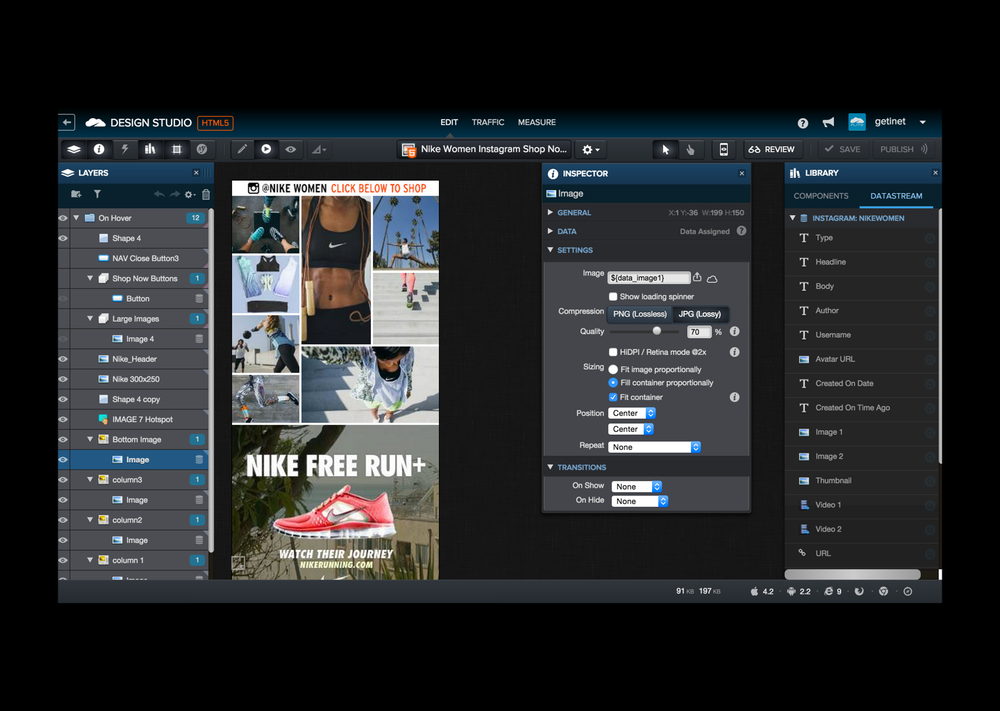 DESIGN STUDIO HTML5
EDIT TRAFFIC MEASURE
getinet
Nike Women Instagram Shop No...
REVIEW SAVE PUBLISH
LAYERS
On Hover 12
Shape 4
NAV Close Button3
Shop Now Buttons 1
Button
Large Images 1
Image 4
Nike_Header
Nike 300x250
Shape 4 copy
IMAGE 7 Hotspot
Bottom Image 1
Image
column3 1
Image
column2 1
Image
column 1 1
@NIKE WOMEN CLICK BELOW TO SHOP
NIKE FREE RUN+
WATCH THEIR JOURNEY
NIKERUNNING.COM
INSPECTOR
Image
GENERAL X:1 Y:-36 W:199 H:150
DATA Data Assigned
SETTINGS
Image ${data_image1}
Show loading spinner
Compression PNG (Lossless) JPG (Lossy)
Quality 70 %
HiDPI / Retina mode @2x
Sizing Fit image proportionally
Fill container proportionally
Fit container
Position Center
Center
Repeat None
TRANSITIONS
On Show None
On Hide None
LIBRARY
COMPONENTS DATASTREAM
INSTAGRAM: NIKEWOMEN
Type
Headline
Body
Author
Username
Avatar URL
Created On Date
Created On Time Ago
Image 1
Image 2
Thumbnail
Video 1
Video 2
URL
91 KB 197 KB 4.2 2.2 9